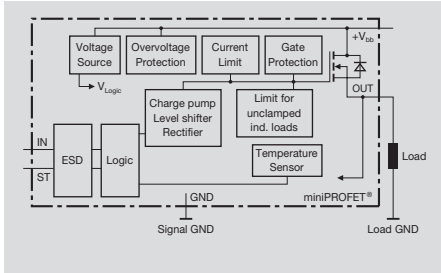 +Vbb
Voltage
Source
Overvoltage
Protection
Current
Limit
Gate
Protection
VLogic
OUT
Charge pump
Level shifter
Rectifier
Limit for
unclamped
ind. loads
IN
ST
ESD
Logic
Temperature
Sensor
Load
GND
miniPROFET®
Signal GND
Load GND